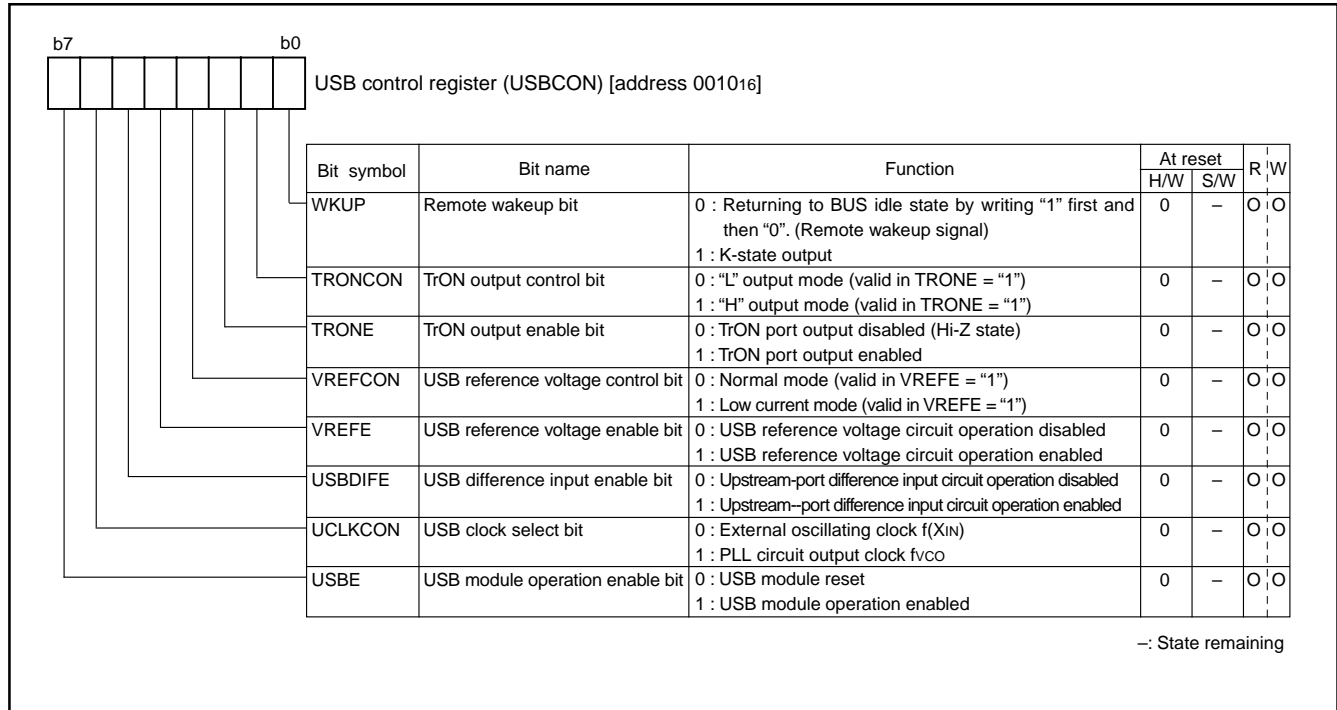 b7 b0
USB control register (USBCON) [address 001016]
Bit symbol Bit name Function At reset R W
H/W S/W
WKUP Remote wakeup bit 0 : Returning to BUS idle state by writing “1” first and 0 – O O
then “0”. (Remote wakeup signal)
1 : K-state output
TRONCON TrON output control bit 0 : “L” output mode (valid in TRONE = “1”) 0 – O O
1 : “H” output mode (valid in TRONE = “1”)
TRONE TrON output enable bit 0 : TrON port output disabled (Hi-Z state) 0 – O O
1 : TrON port output enabled
VREFCON USB reference voltage control bit 0 : Normal mode (valid in VREFE = “1”) 0 – O O
1 : Low current mode (valid in VREFE = “1”)
VREFE USB reference voltage enable bit 0 : USB reference voltage circuit operation disabled 0 – O O
1 : USB reference voltage circuit operation enabled
USBDIFE USB difference input enable bit 0 : Upstream-port difference input circuit operation disabled 0 – O O
1 : Upstream--port difference input circuit operation enabled
UCLKCON USB clock select bit 0 : External oscillating clock f(XIN) 0 – O O
1 : PLL circuit output clock fVCO
USBE USB module operation enable bit 0 : USB module reset 0 – O O
1 : USB module operation enabled
–: State remaining